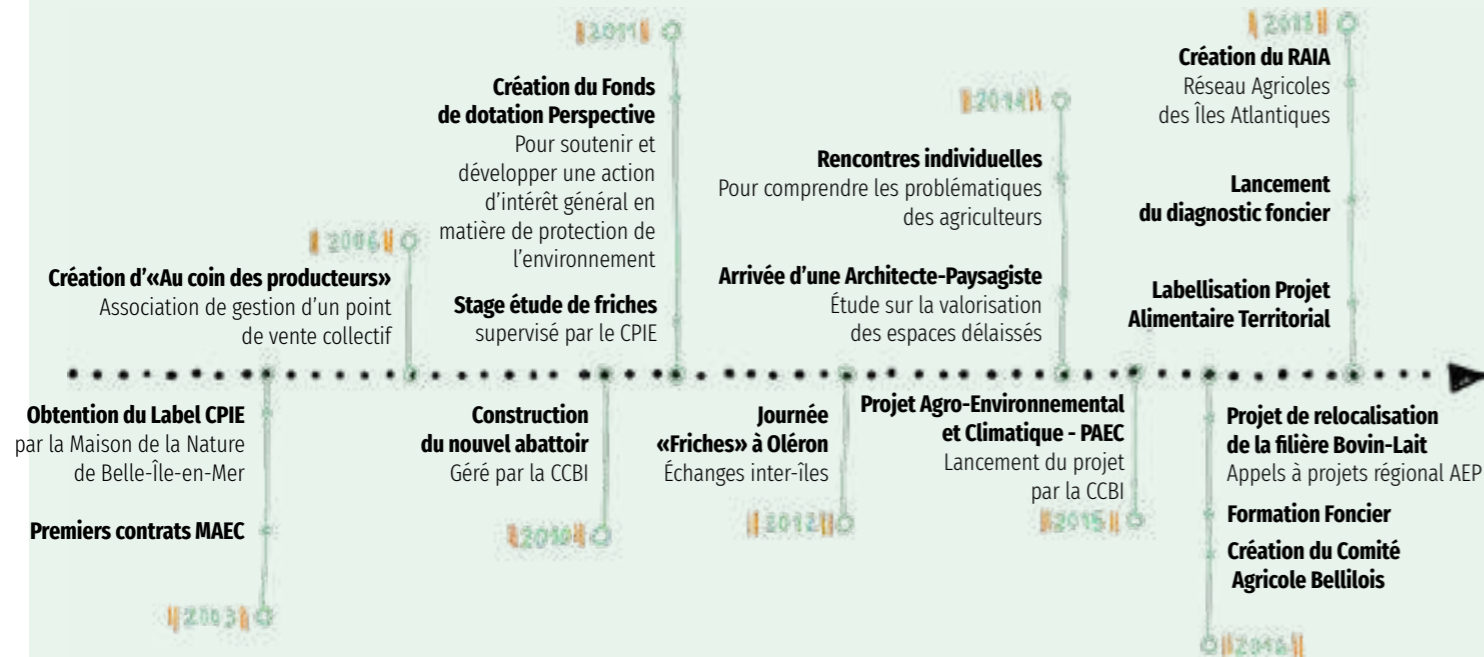 ||2003||
Obtention du Label CPIE
par la Maison de la Nature
de Belle-Île-en-Mer
Premiers contrats MAEC
||2006||
Création d'«Au coin des producteurs»
Association de gestion d'un point
de vente collectif
||2010||
Construction
du nouvel abattoir
Géré par la CCBI
||2011||
Création du Fonds
de dotation Perspective
Pour soutenir et
développer une action
d'intérêt général en
matière de protection de
l'environnement
Stage étude de friches
supervisé par le CPIE
||2012||
Journée
«Friches» à Oléron
Échanges inter-îles
||2014||
Rencontres individuelles
Pour comprendre les problématiques
des agriculteurs
Arrivée d'une Architecte-Paysagiste
Étude sur la valorisation
des espaces délaissés
||2015||
Projet Agro-Environnemental
et Climatique - PAEC
Lancement du projet
par la CCBI
||2016||
Projet de relocalisation
de la filière Bovin-Lait
Appels à projets régional AEP
Formation Foncier
Création du Comité
Agricole Bellilois
Création du RAIA
Réseau Agricoles
des Îles Atlantiques
Lancement
du diagnostic foncier
Labellisation Projet
Alimentaire Territorial